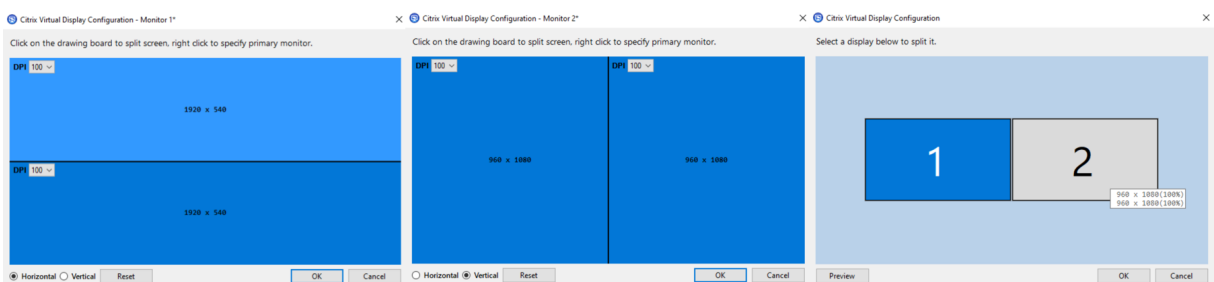 Citrix Virtual Display Configuration - Monitor 1*
Click on the drawing board to split screen, right click to specify primary monitor.
DPI 100
1920 x 540
DPI 100
1920 x 540
Horizontal Vertical Reset OK Cancel
Citrix Virtual Display Configuration - Monitor 2*
Click on the drawing board to split screen, right click to specify primary monitor.
DPI 100 DPI 100
960 x 1080 960 x 1080
Horizontal Vertical Reset OK Cancel
Citrix Virtual Display Configuration
Select a display below to split it.
1 2
960 x 1080(100%)
960 x 1080(100%)
Preview OK Cancel